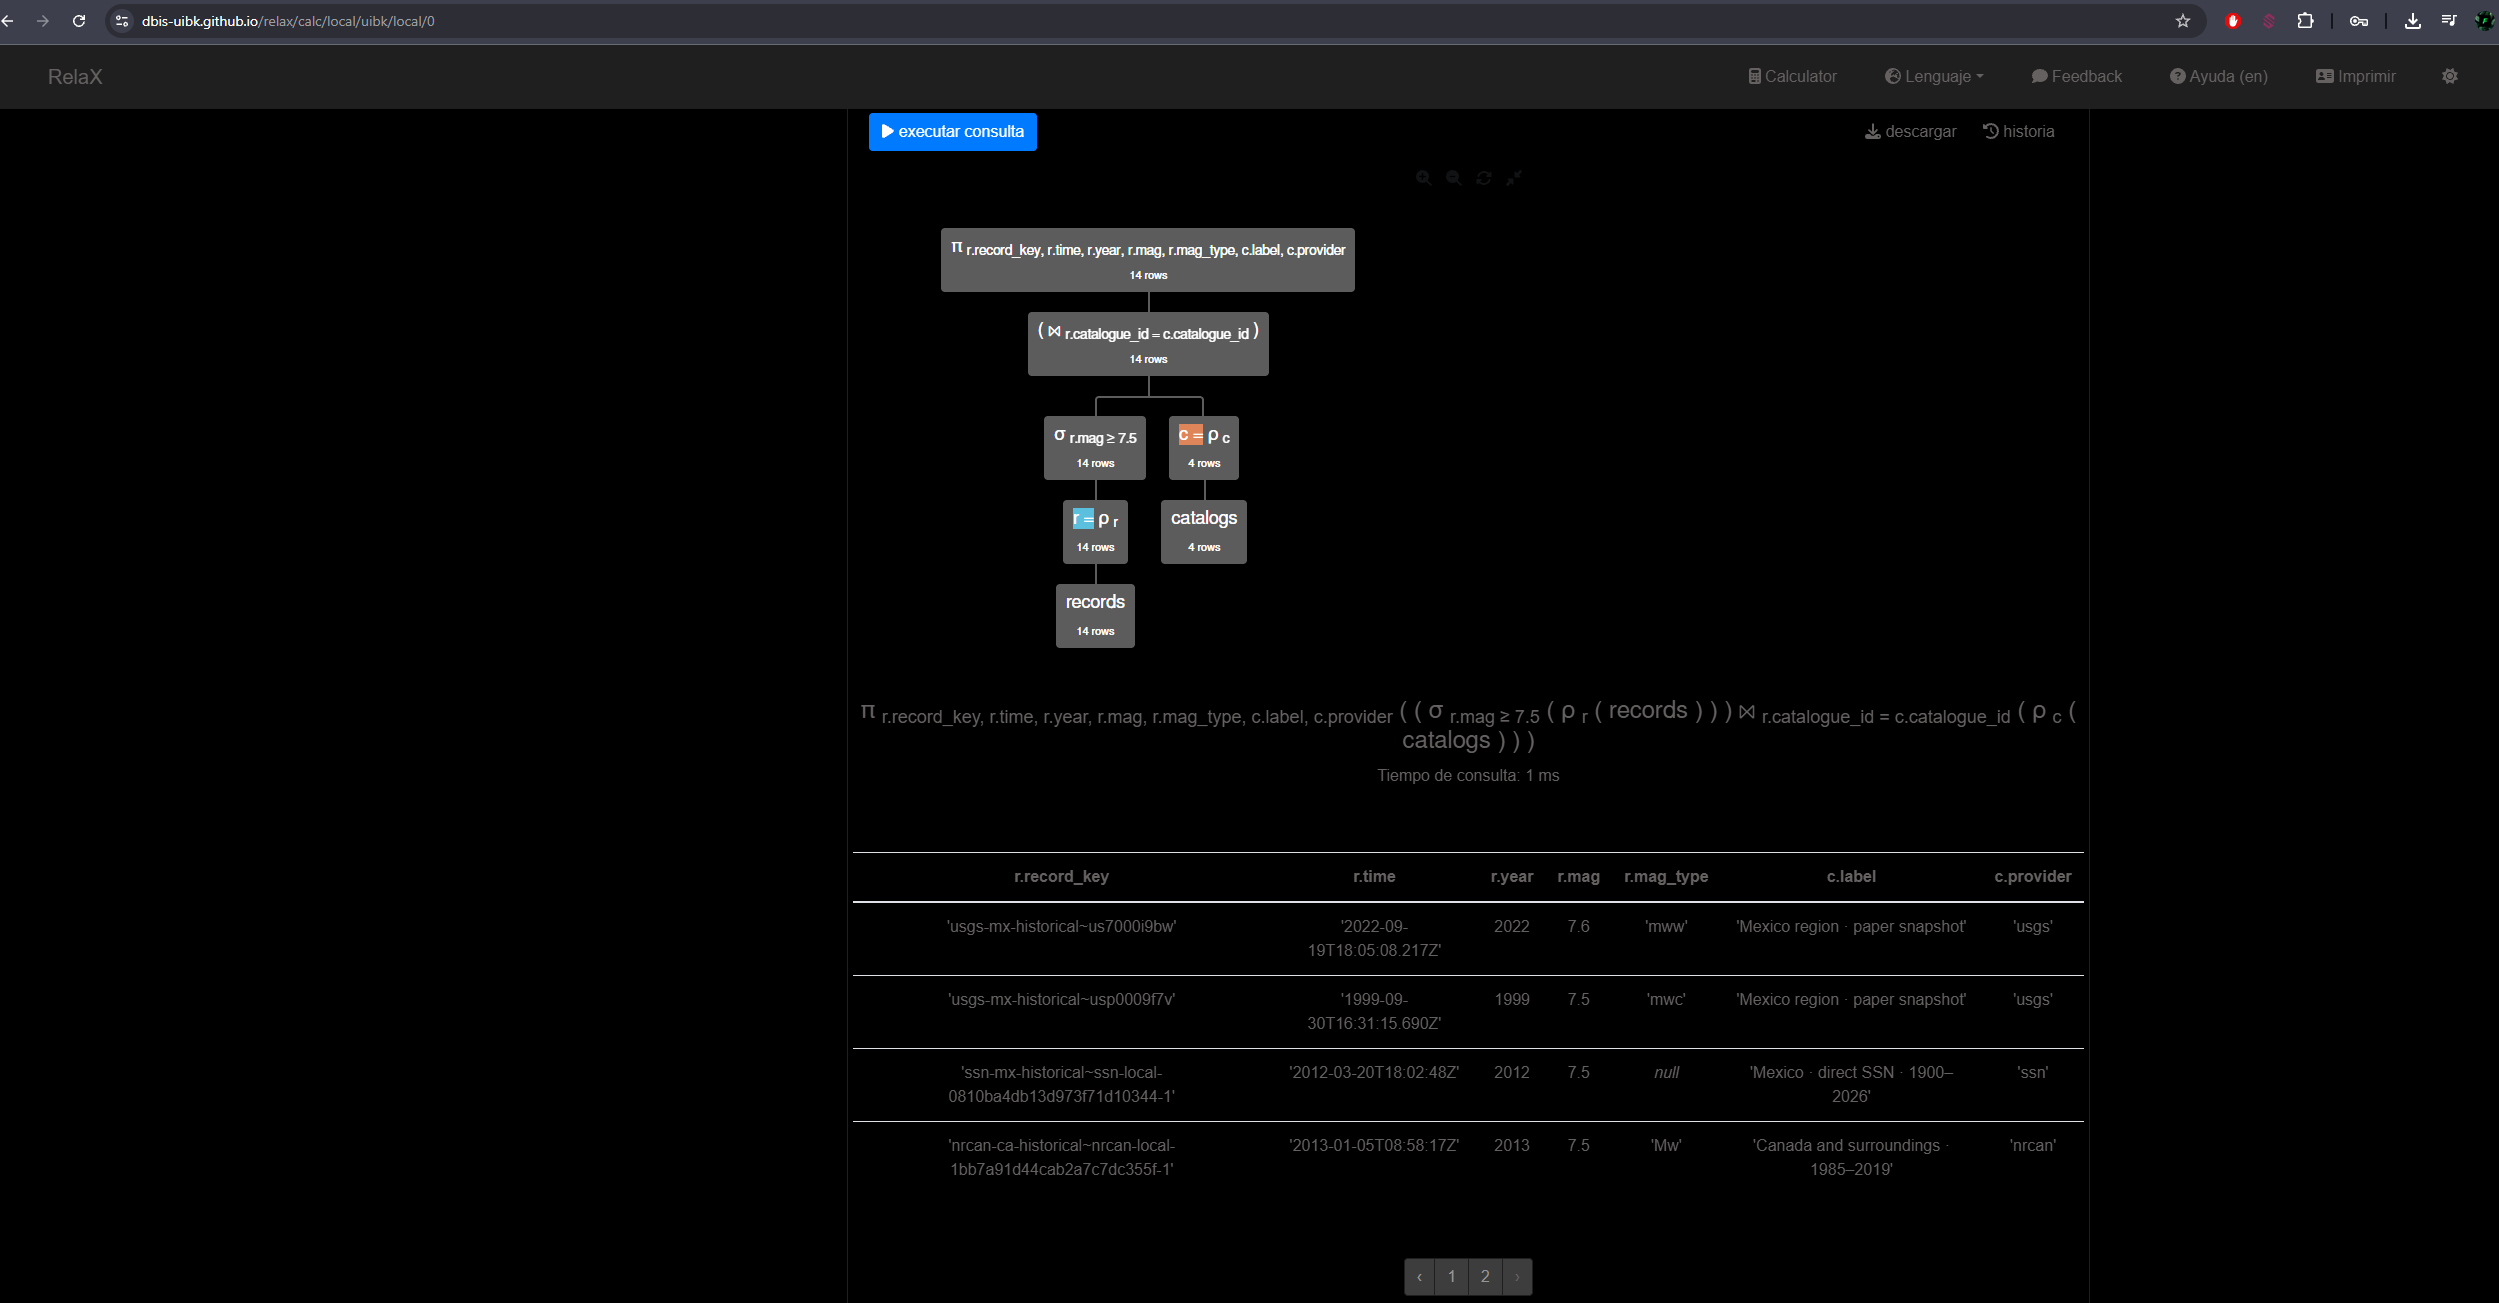 dbis-uibk.github.io/relax/calc/local/uibk/local/0
RelaX
Calculator
Lenguaje
Feedback
Ayuda (en)
Imprimir
executar consulta
descargar
historia
π r.record_key, r.time, r.year, r.mag, r.mag_type, c.label, c.provider
14 rows
( ⋈ r.catalogue_id = c.catalogue_id )
14 rows
σ r.mag ≥ 7.5
14 rows
c = ρ c
4 rows
r = ρ r
14 rows
catalogs
4 rows
records
14 rows
π r.record_key, r.time, r.year, r.mag, r.mag_type, c.label, c.provider ( ( σ r.mag ≥ 7.5 ( ρ r ( records ) ) ) ⋈ r.catalogue_id = c.catalogue_id ( ρ c (
catalogs ) ) )
Tiempo de consulta: 1 ms
r.record_key r.time r.year r.mag r.mag_type c.label c.provider
'usgs-mx-historical~us7000i9bw' '2022-09- 2022 7.6 'mww' 'Mexico region · paper snapshot' 'usgs'
19T18:05:08.217Z'
'usgs-mx-historical~usp0009f7v' '1999-09- 1999 7.5 'mwc' 'Mexico region · paper snapshot' 'usgs'
30T16:31:15.690Z'
'ssn-mx-historical~ssn-local- '2012-03-20T18:02:48Z' 2012 7.5 null 'Mexico · direct SSN · 1900– 'ssn'
0810ba4db13d973f71d10344-1' 2026'
'nrcan-ca-historical~nrcan-local- '2013-01-05T08:58:17Z' 2013 7.5 'Mw' 'Canada and surroundings · 'nrcan'
1bb7a91d44cab2a7c7dc355f-1' 1985–2019'
‹ 1 2 ›